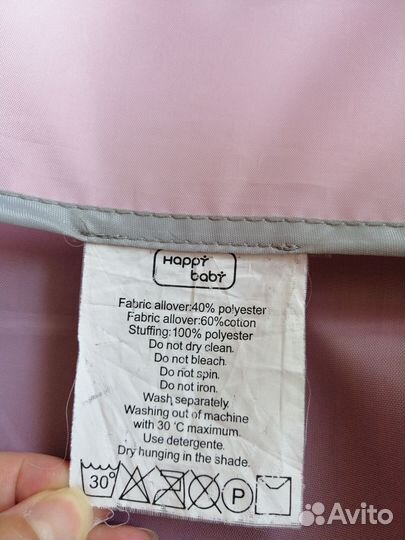 Happy
baby
Fabric allover:40% polyester
Fabric allover:60%cotton
Stuffing:100% polyester
Do not dry clean.
Do not bleach.
Do not spin.
Do not iron.
Wash separately.
Washing out of machine
with 30 ℃ maximum.
Use detergente.
Dry hunging in the shade.
30° P
Avito